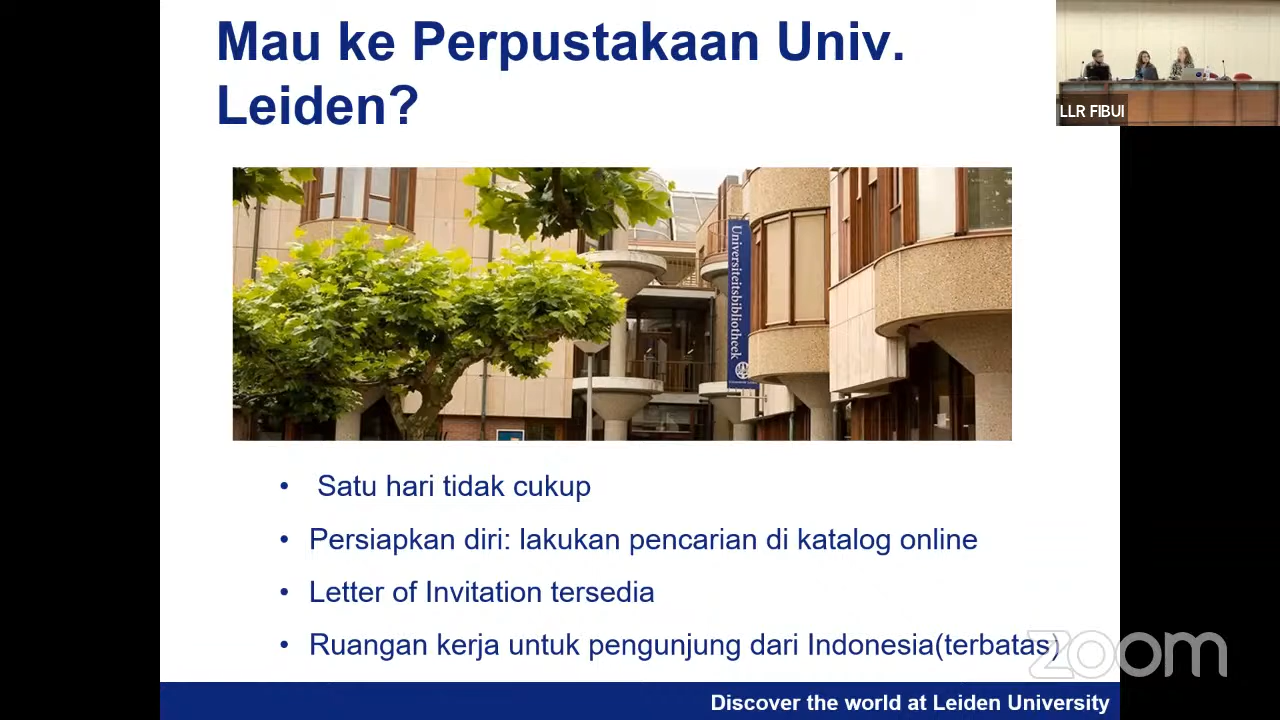 Mau ke Perpustakaan Univ.
Leiden?
LLR FIBUI
Universiteitsbibliotheek
• Satu hari tidak cukup
• Persiapkan diri: lakukan pencarian di katalog online
• Letter of Invitation tersedia
• Ruangan kerja untuk pengunjung dari Indonesia(terbatas)
zoom
Discover the world at Leiden University